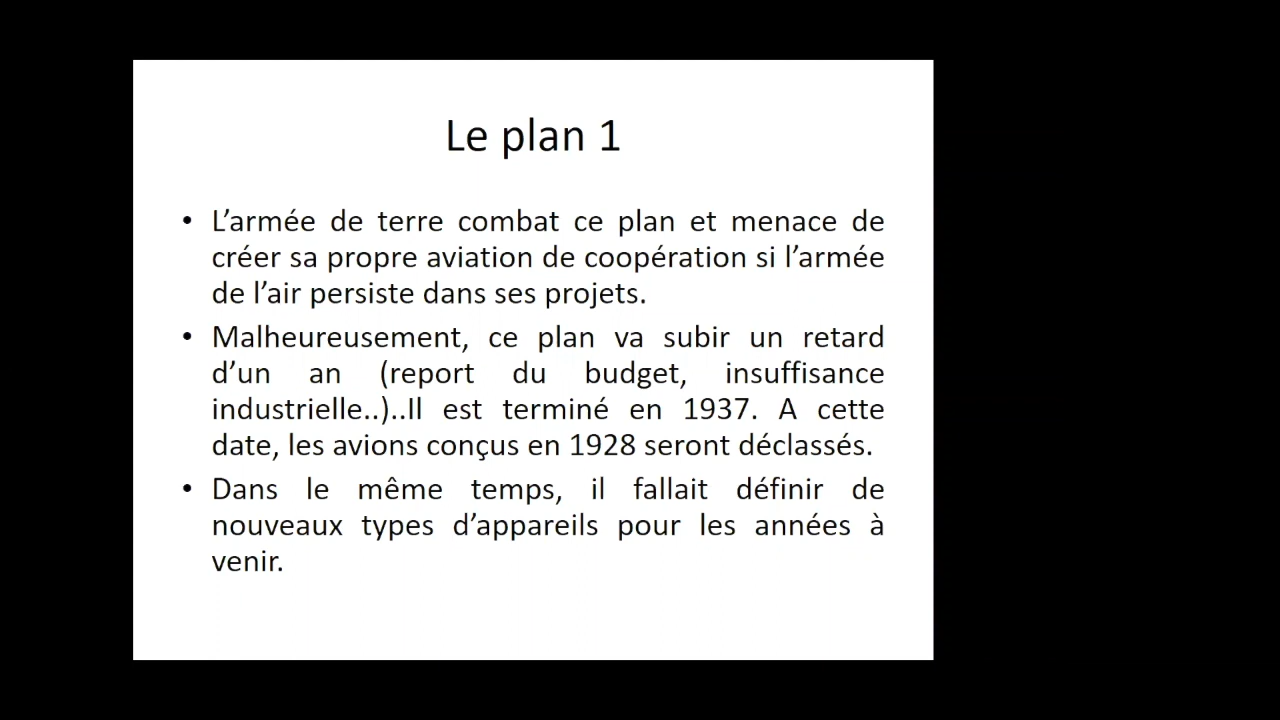 Le plan 1
• L’armée de terre combat ce plan et menace de
créer sa propre aviation de coopération si l’armée
de l’air persiste dans ses projets.
• Malheureusement, ce plan va subir un retard
d’un an (report du budget, insuffisance
industrielle..)..Il est terminé en 1937. A cette
date, les avions conçus en 1928 seront déclassés.
• Dans le même temps, il fallait définir de
nouveaux types d’appareils pour les années à
venir.